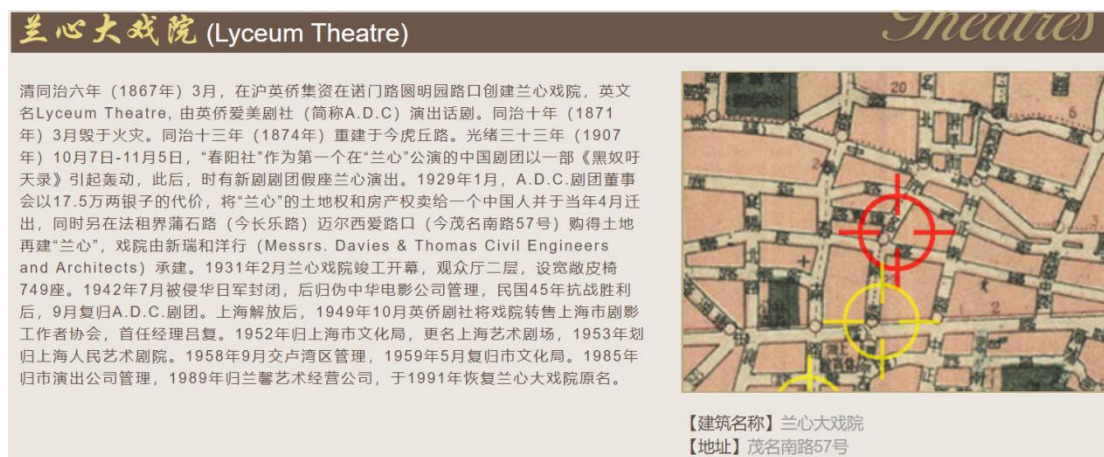 兰心大戏院 (Lyceum Theatre)
Theatres
清同治六年（1867年）3月，在沪英侨集资在诺门路圆明园路口创建兰心戏院，英文
名Lyceum Theatre, 由英侨爱美剧社（简称A.D.C）演出话剧。同治十年（1871
年）3月毁于火灾。同治十三年（1874年）重建于今虎丘路。光绪三十三年（1907
年）10月7日-11月5日，“春阳社”作为第一个在“兰心”公演的中国剧团以一部《黑奴吁
天录》引起轰动，此后，时有新剧剧团假座兰心演出。1929年1月，A.D.C.剧团董事
会以17.5万两银子的代价，将“兰心”的土地权和房产权卖给一个中国人并于当年4月迁
出，同时另在法租界蒲石路（今长乐路）迈尔西爱路口（今茂名南路57号）购得土地
再建“兰心”，戏院由新瑞和洋行（Messrs. Davies & Thomas Civil Engineers
and Architects）承建。1931年2月兰心戏院竣工开幕，观众厅二层，设宽敞皮椅
749座。1942年7月被侵华日军封闭，后归伪中华电影公司管理，民国45年抗战胜利
后，9月复归A.D.C.剧团。上海解放后，1949年10月英侨剧社将戏院转售上海市剧影
工作者协会，首任经理吕复。1952年归上海市文化局，更名上海艺术剧场，1953年划
归上海人民艺术剧院。1958年9月交卢湾区管理，1959年5月复归市文化局。1985年
归市演出公司管理，1989年归兰馨艺术经营公司，于1991年恢复兰心大戏院原名。
20
【建筑名称】兰心大戏院
【地址】茂名南路57号